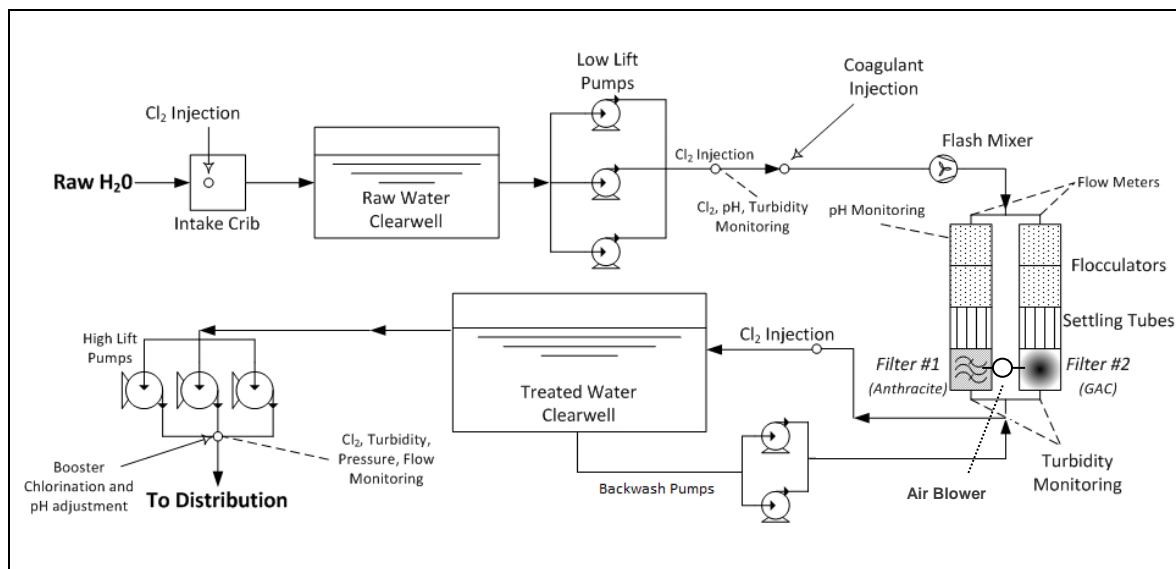 Cl₂ Injection
Raw H₂0
Intake Crib
Raw Water
Clearwell
Low Lift
Pumps
Cl₂ Injection
Cl₂, pH, Turbidity
Monitoring
Coagulant
Injection
Flash Mixer
Flow Meters
pH Monitoring
Flocculators
Settling Tubes
Filter #1
(Anthracite)
Filter #2
(GAC)
Turbidity
Monitoring
Air Blower
Cl₂ Injection
Treated Water
Clearwell
Backwash Pumps
High Lift
Pumps
Cl₂, Turbidity,
Pressure, Flow
Monitoring
Booster
Chlorination and
pH adjustment
To Distribution